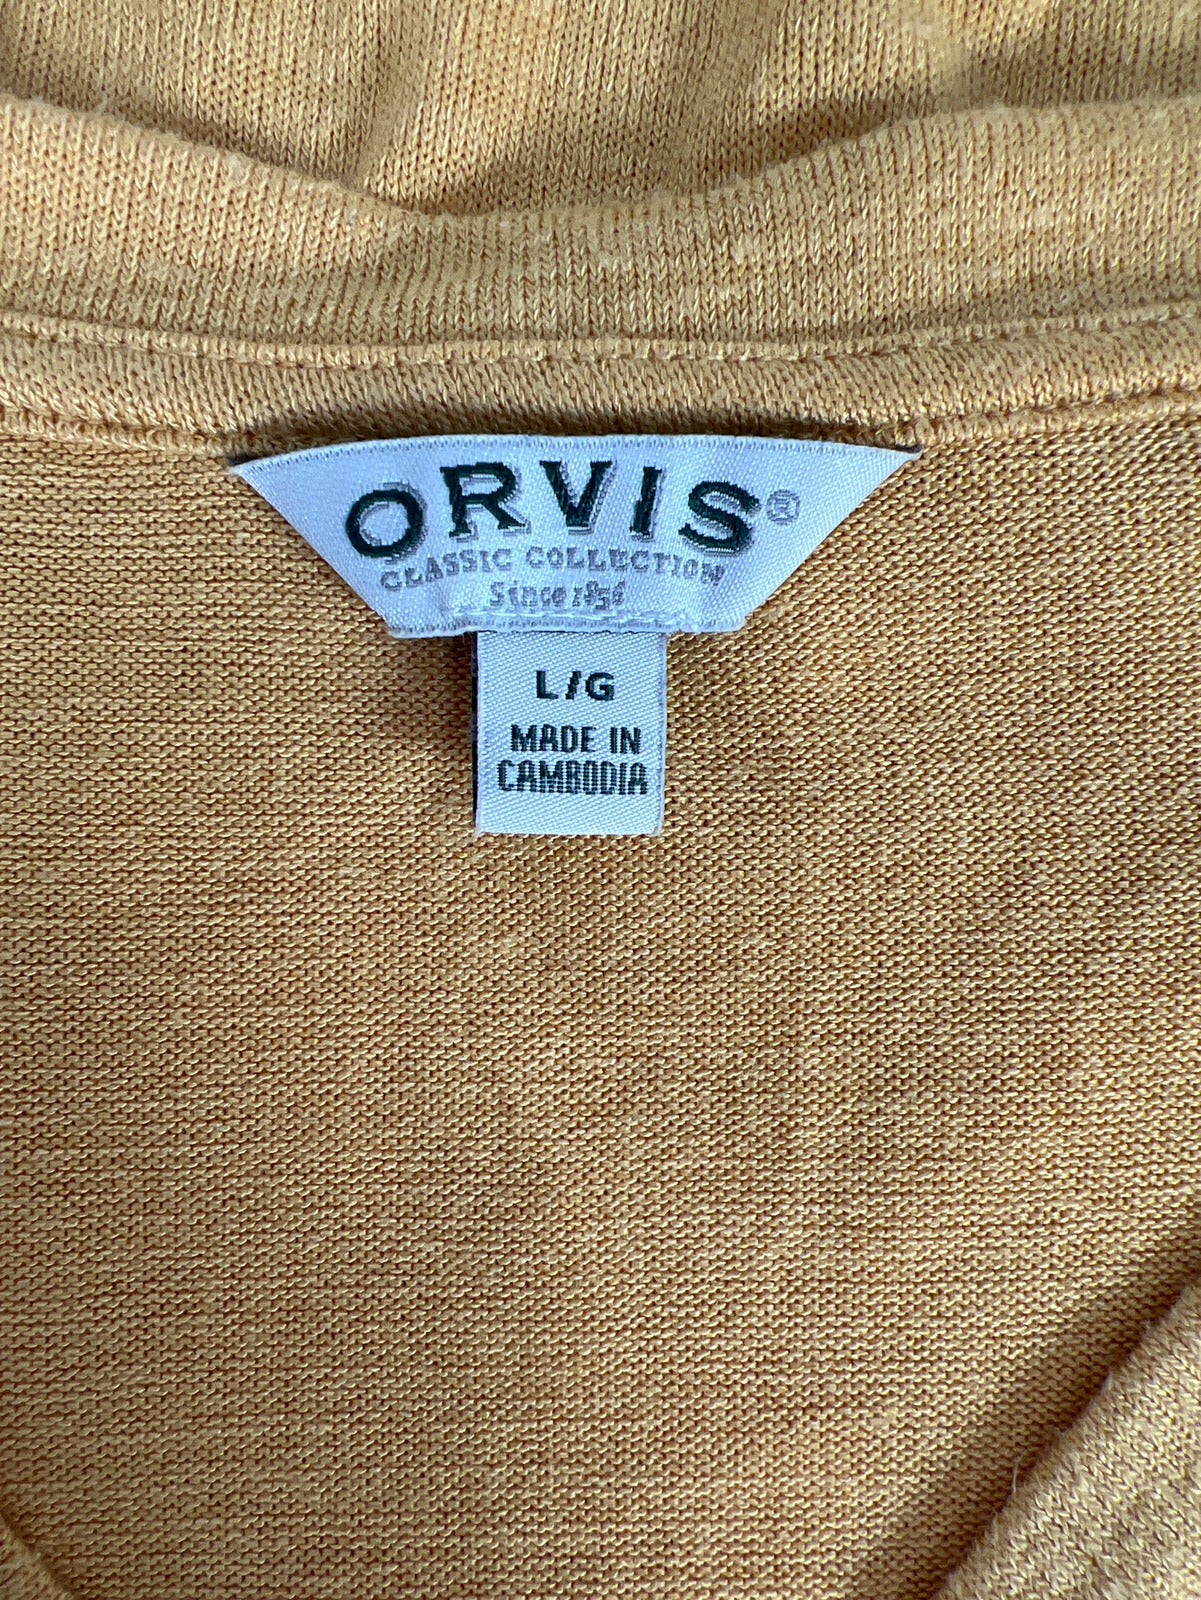 ORVIS®
CLASSIC COLLECTION
Since 1856
L/G
MADE IN
CAMBODIA